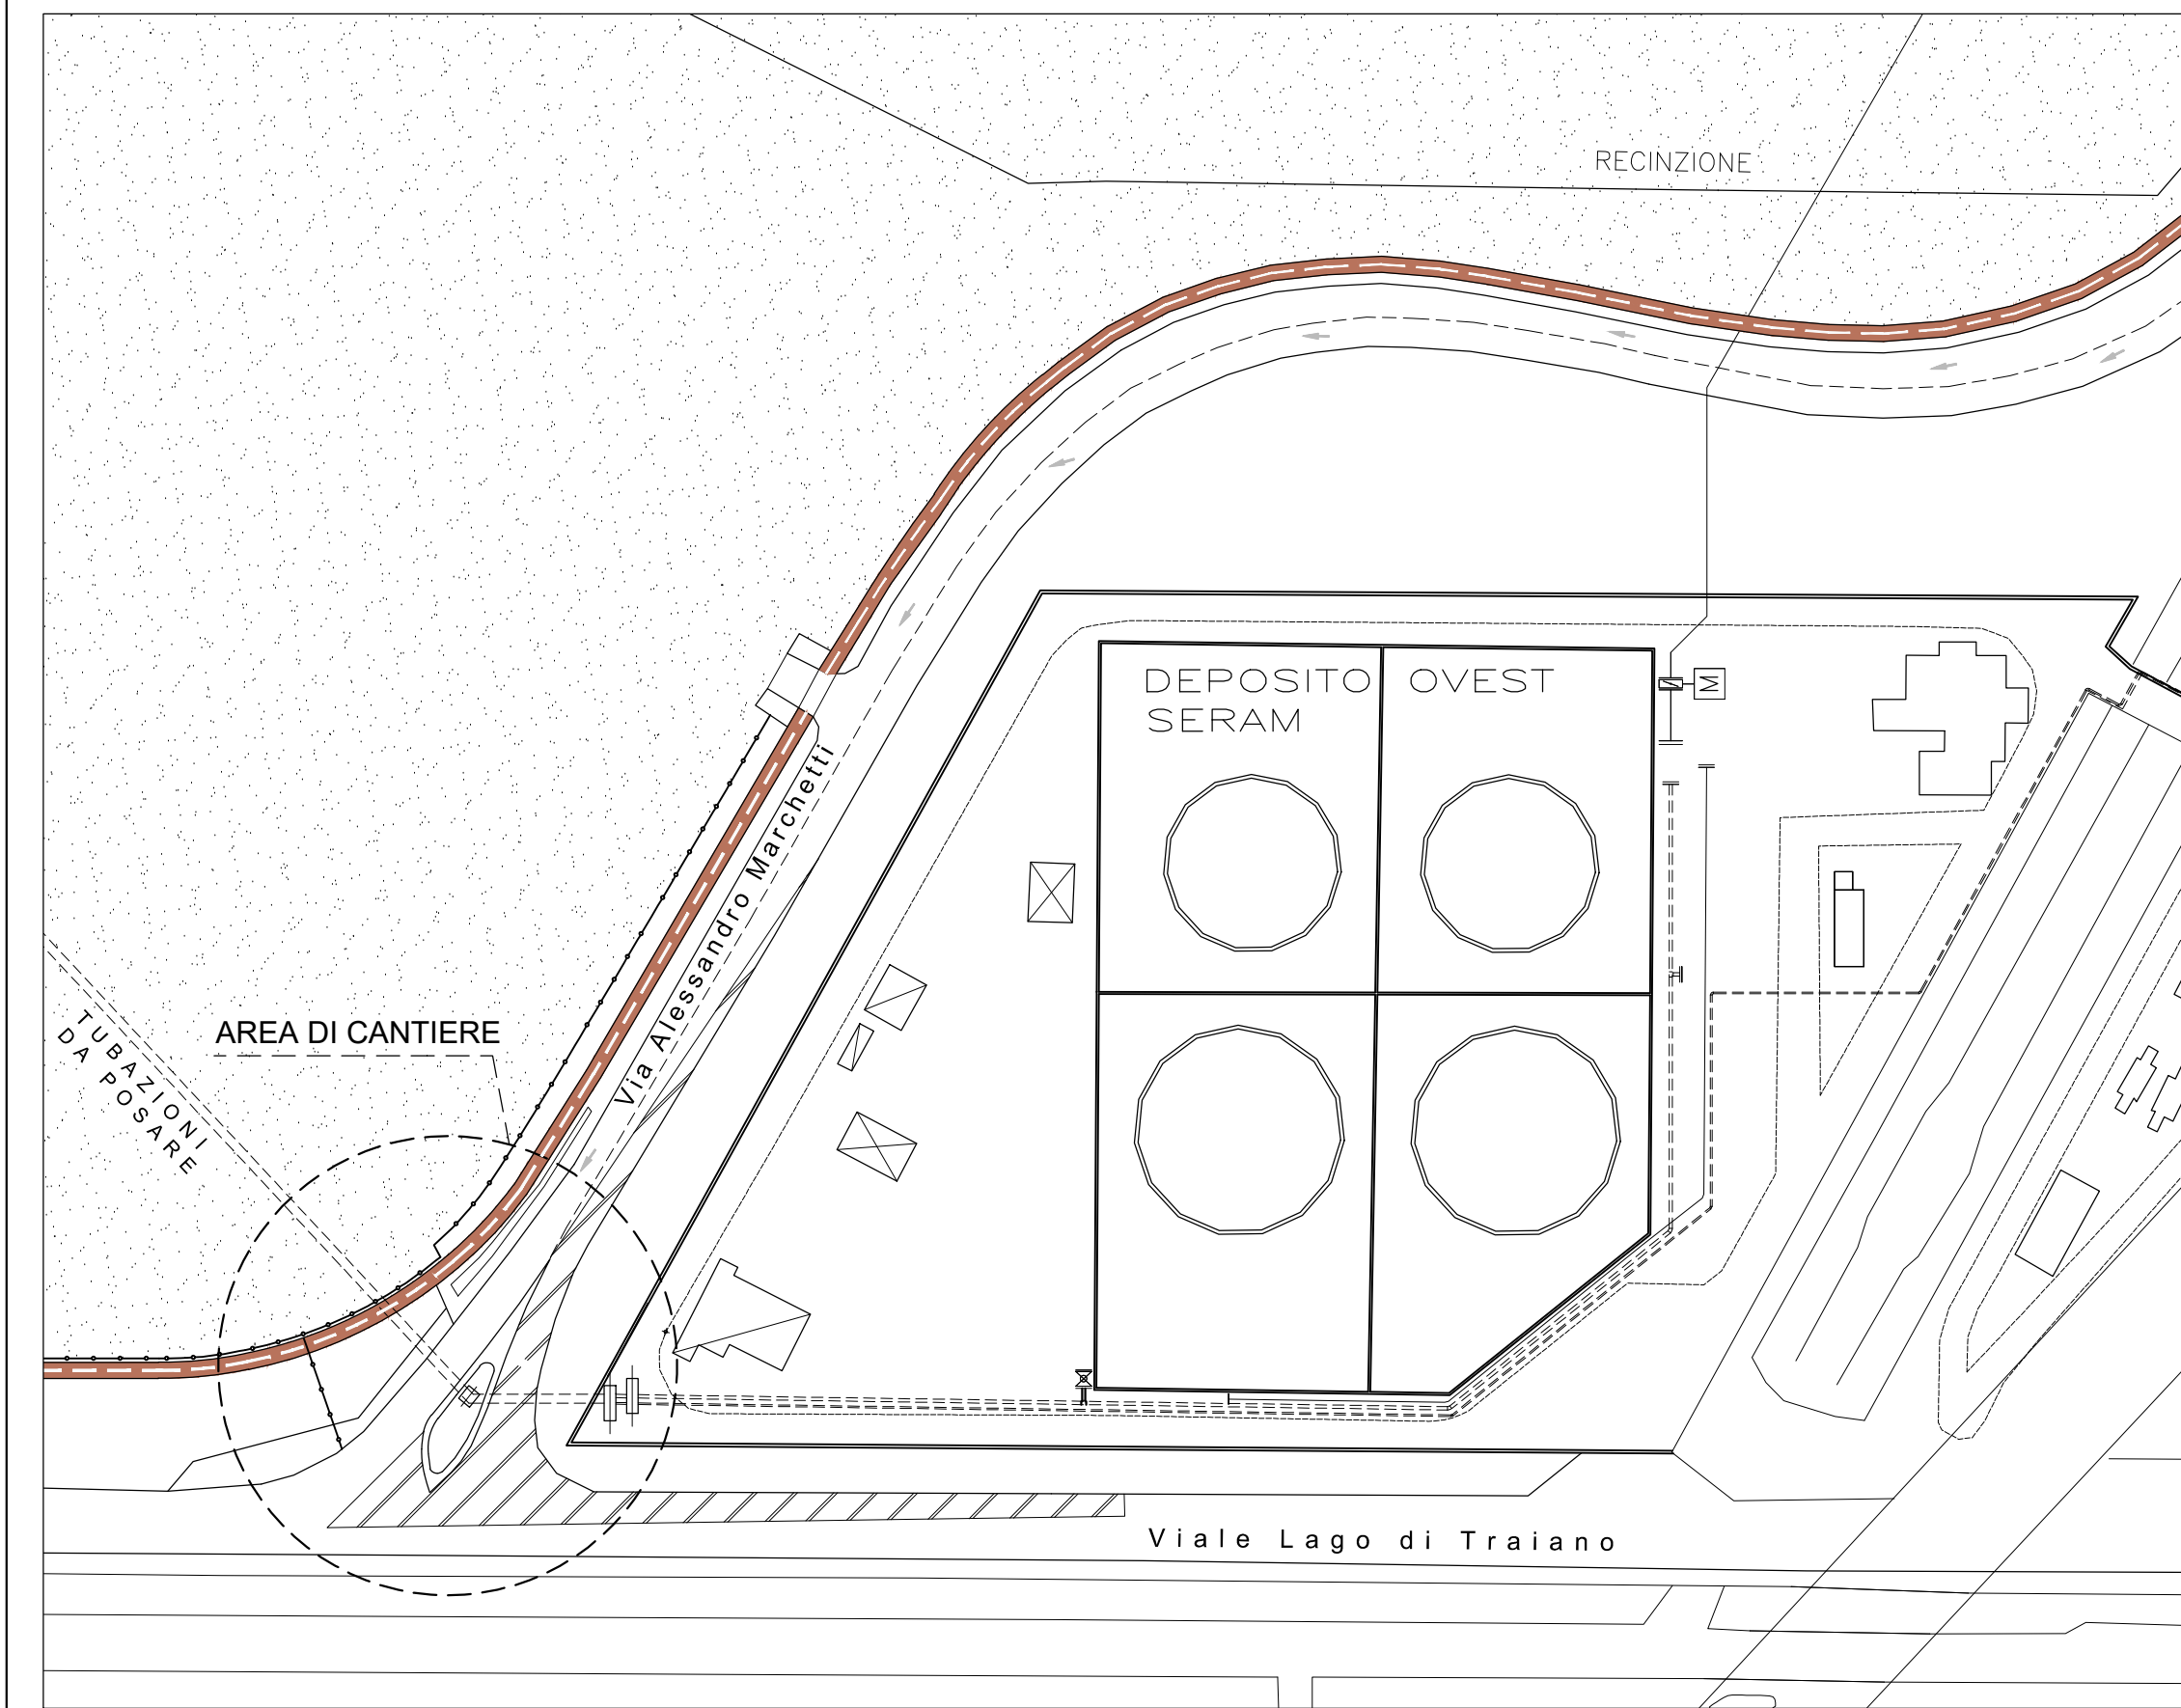 RECINZIONE
DEPOSITO OVEST
SERAM
M
Via Alessandro Marchetti
AREA DI CANTIERE
TUBAZIONI
DA POSARE
Viale Lago di Traiano